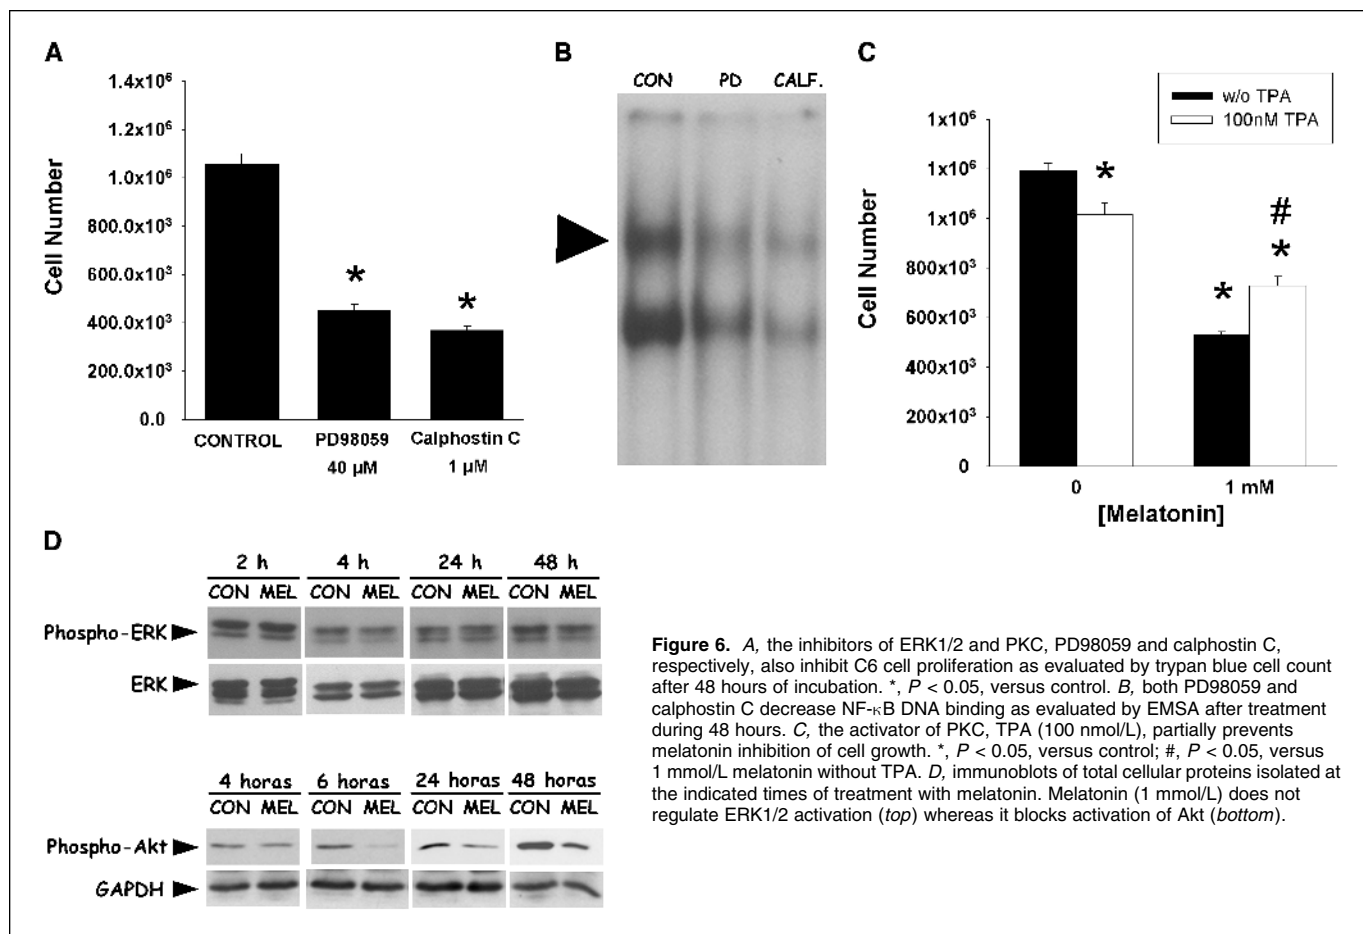 A
1.4x10⁶
1.2x10⁶
1.0x10⁶
800.0x10³
600.0x10³
400.0x10³
200.0x10³
0.0
Cell Number
*
*
CONTROL
PD98059
40 μM
Calphostin C
1 μM
B
CON PD CALF.
C
w/o TPA
100nM TPA
1x10⁶
1x10⁶
1x10⁶
800x10³
600x10³
400x10³
200x10³
0
Cell Number
*
*
#
*
0 1 mM
[Melatonin]
D
2 h 4 h 24 h 48 h
CON MEL CON MEL CON MEL CON MEL
Phospho-ERK
ERK
4 horas 6 horas 24 horas 48 horas
CON MEL CON MEL CON MEL CON MEL
Phospho-Akt
GAPDH
Figure 6. A, the inhibitors of ERK1/2 and PKC, PD98059 and calphostin C,
respectively, also inhibit C6 cell proliferation as evaluated by trypan blue cell count
after 48 hours of incubation. *, P < 0.05, versus control. B, both PD98059 and
calphostin C decrease NF-κB DNA binding as evaluated by EMSA after treatment
during 48 hours. C, the activator of PKC, TPA (100 nmol/L), partially prevents
melatonin inhibition of cell growth. *, P < 0.05, versus control; #, P < 0.05, versus
1 mmol/L melatonin without TPA. D, immunoblots of total cellular proteins isolated at
the indicated times of treatment with melatonin. Melatonin (1 mmol/L) does not
regulate ERK1/2 activation (top) whereas it blocks activation of Akt (bottom).